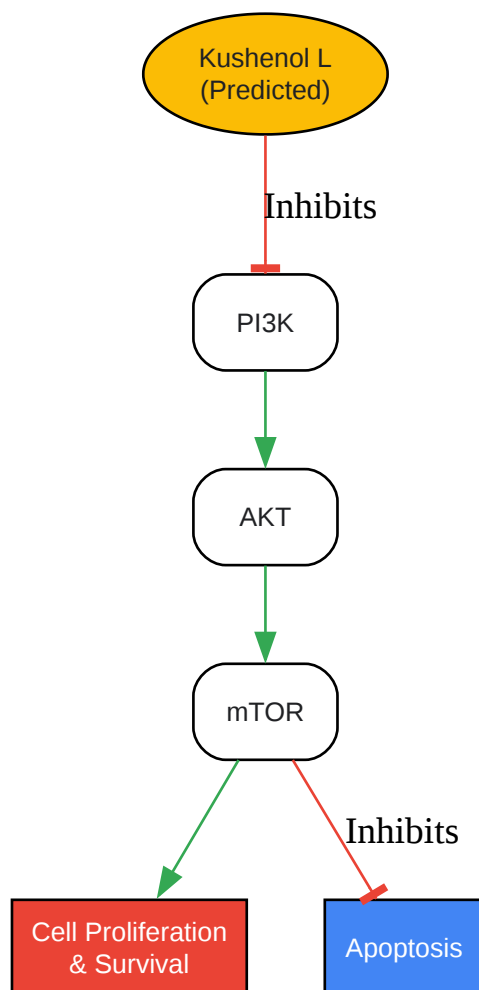 Kushenol L
(Predicted)
Inhibits
PI3K
AKT
mTOR
Inhibits
Cell Proliferation
& Survival
Apoptosis